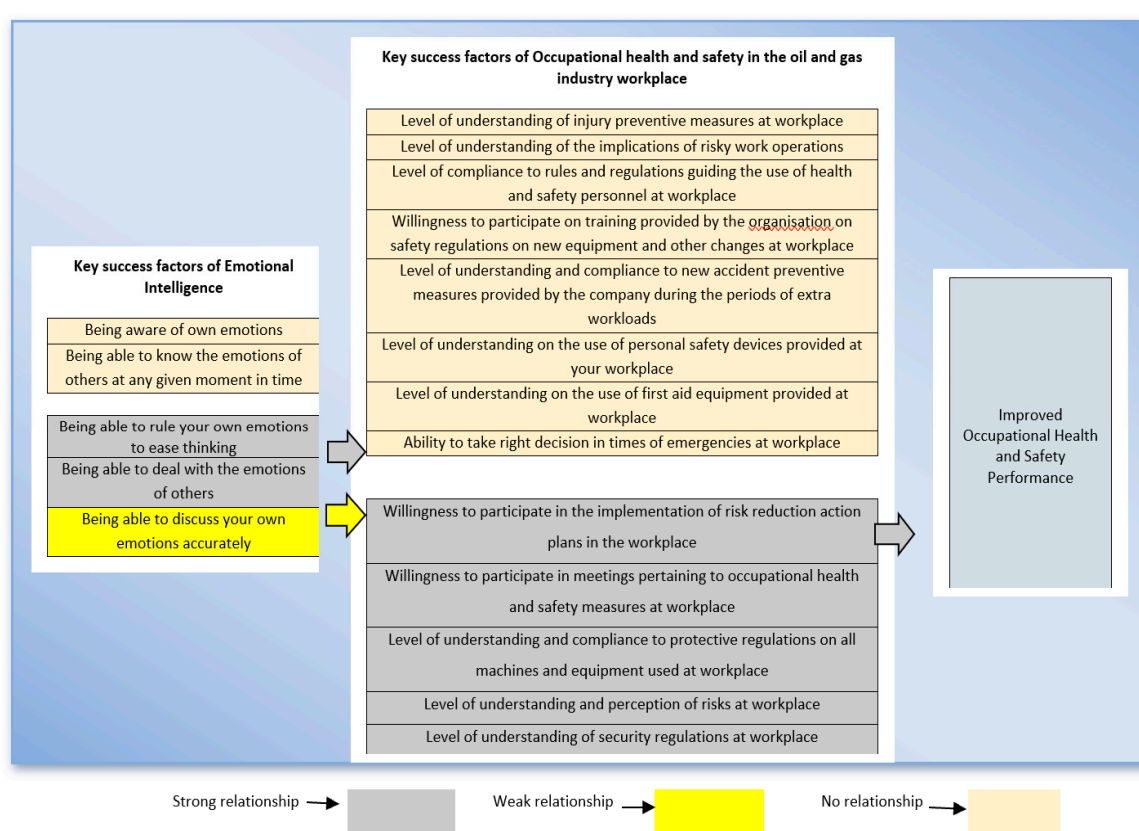 Key success factors of Occupational health and safety in the oil and gas
industry workplace
Level of understanding of injury preventive measures at workplace
Level of understanding of the implications of risky work operations
Level of compliance to rules and regulations guiding the use of health
and safety personnel at workplace
Willingness to participate on training provided by the organisation on
safety regulations on new equipment and other changes at workplace
Level of understanding and compliance to new accident preventive
measures provided by the company during the periods of extra
workloads
Level of understanding on the use of personal safety devices provided at
your workplace
Level of understanding on the use of first aid equipment provided at
workplace
Ability to take right decision in times of emergencies at workplace
Willingness to participate in the implementation of risk reduction action
plans in the workplace
Willingness to participate in meetings pertaining to occupational health
and safety measures at workplace
Level of understanding and compliance to protective regulations on all
machines and equipment used at workplace
Level of understanding and perception of risks at workplace
Level of understanding of security regulations at workplace
Key success factors of Emotional
Intelligence
Being aware of own emotions
Being able to know the emotions of
others at any given moment in time
Being able to rule your own emotions
to ease thinking
Being able to deal with the emotions
of others
Being able to discuss your own
emotions accurately
Improved
Occupational Health
and Safety
Performance
Strong relationship
Weak relationship
No relationship